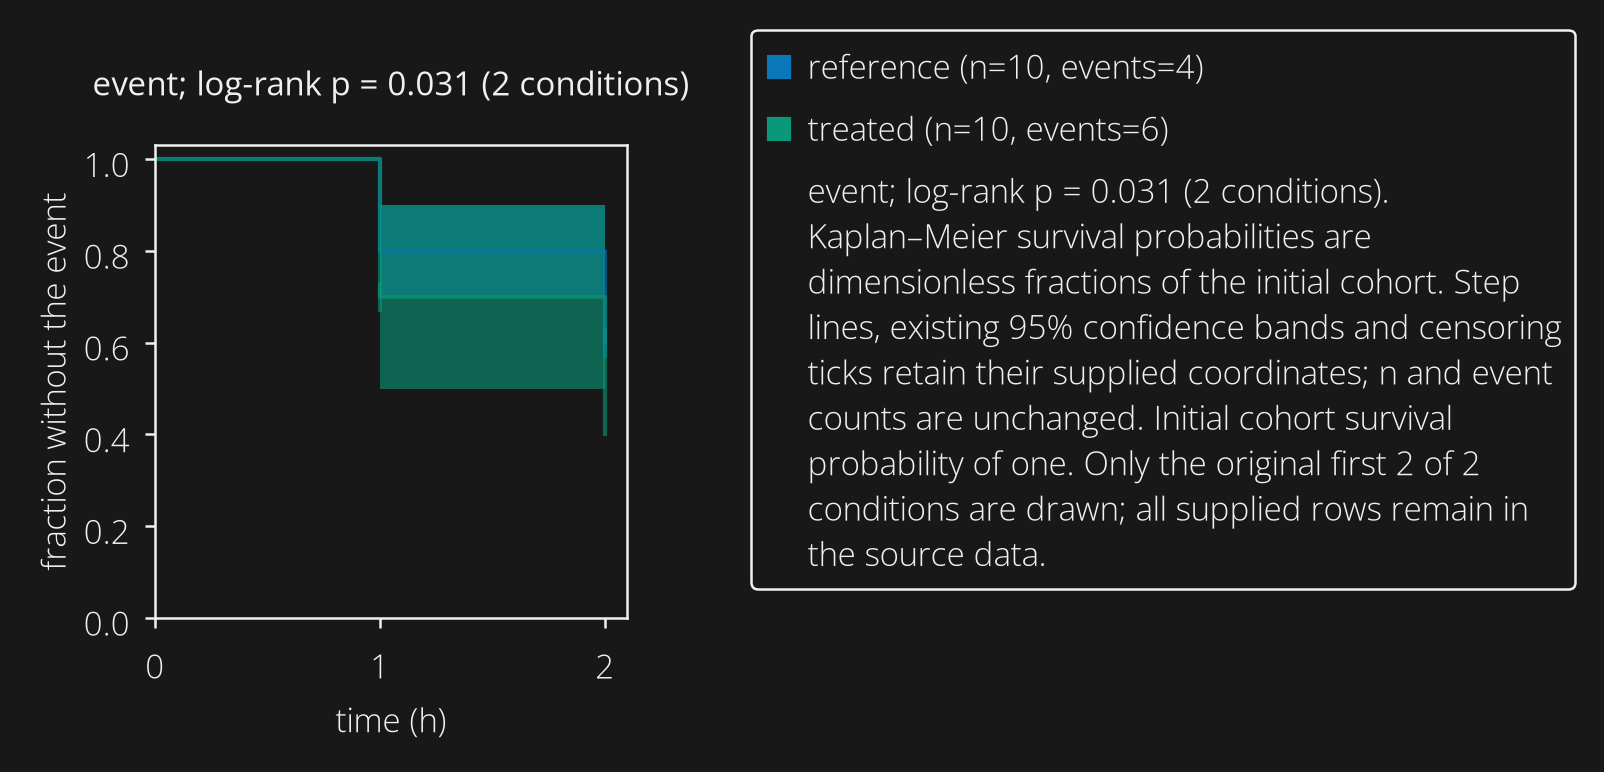 event; log-rank p = 0.031 (2 conditions)
1.0
0.8
0.6
0.4
0.2
0.0
fraction without the event
0
1
2
time (h)
reference (n=10, events=4)
treated (n=10, events=6)
event; log-rank p = 0.031 (2 conditions).
Kaplan–Meier survival probabilities are
dimensionless fractions of the initial cohort. Step
lines, existing 95% confidence bands and censoring
ticks retain their supplied coordinates; n and event
counts are unchanged. Initial cohort survival
probability of one. Only the original first 2 of 2
conditions are drawn; all supplied rows remain in
the source data.